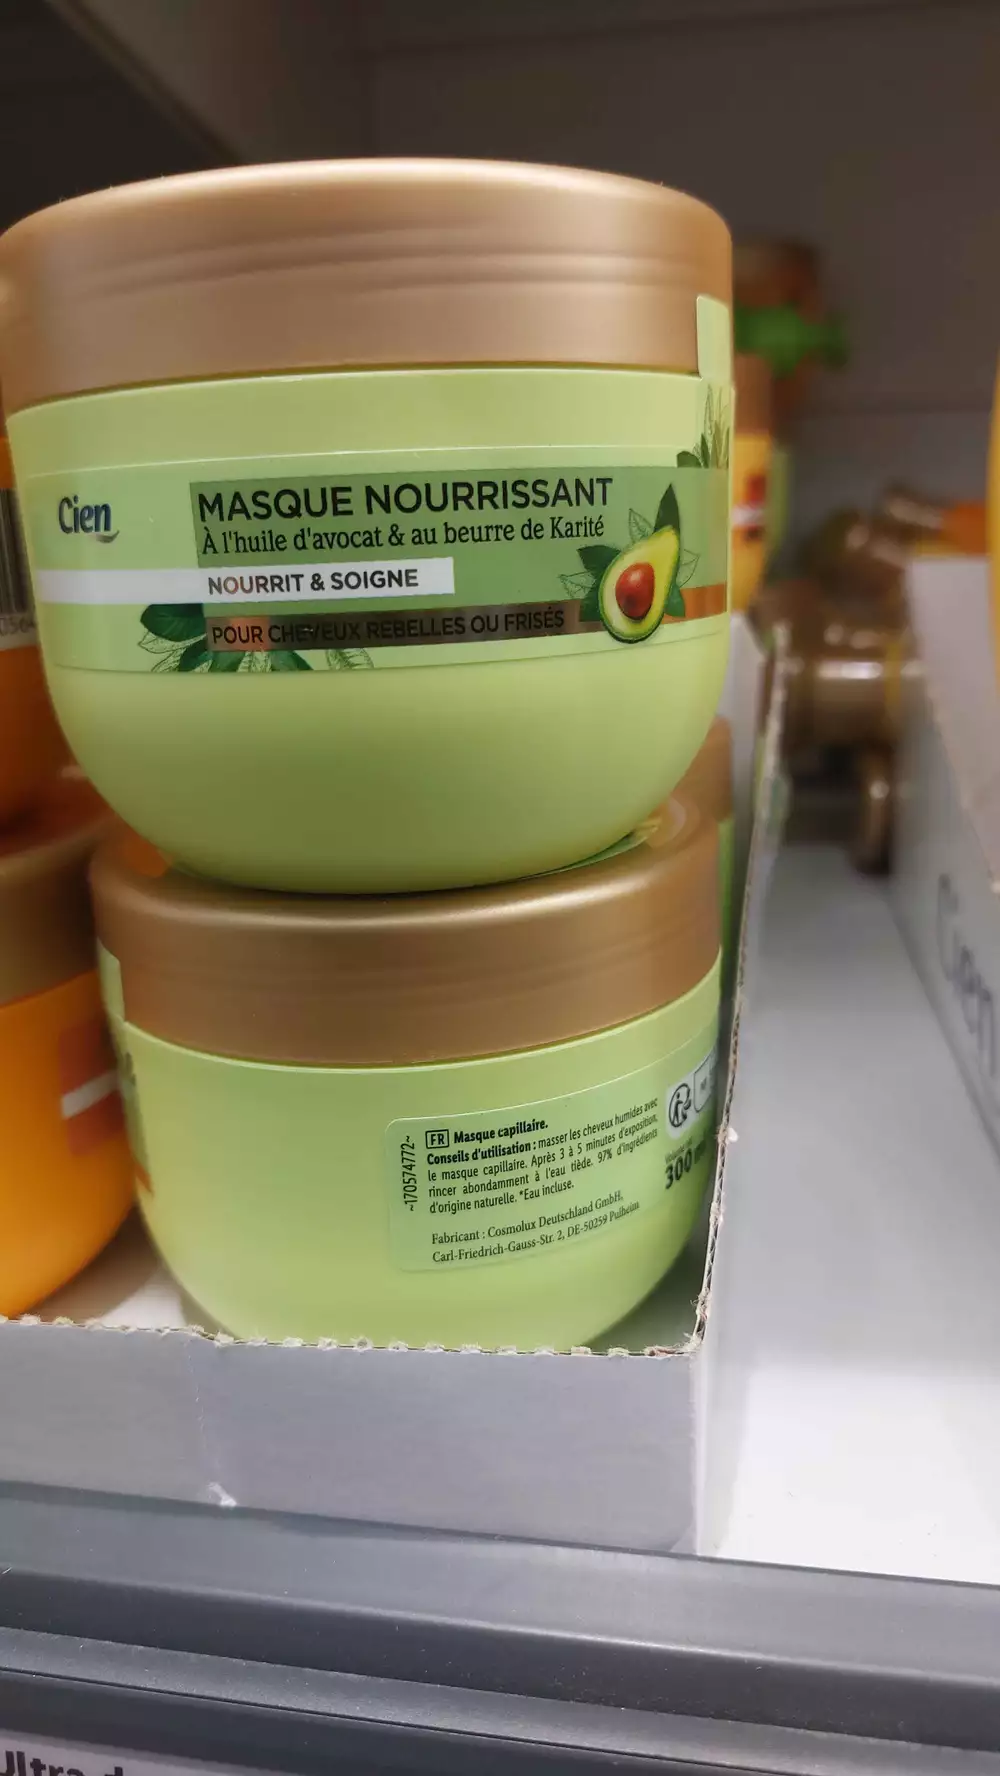 Cien
MASQUE NOURRISSANT
À l'huile d'avocat & au beurre de Karité
NOURRIT & SOIGNE
POUR CHEVEUX REBELLES OU FRISÉS
~170574772~
FR Masque capillaire.
Conseils d'utilisation : masser les cheveux humides avec
le masque capillaire. Après 3 à 5 minutes d'exposition,
rincer abondamment à l'eau tiède. 97% d'ingrédients
d'origine naturelle. *Eau incluse.
Fabricant : Cosmolux Deutschland GmbH,
Carl-Friedrich-Gauss-Str. 2, DE-50259 Pulheim
300
Cien
Ultra